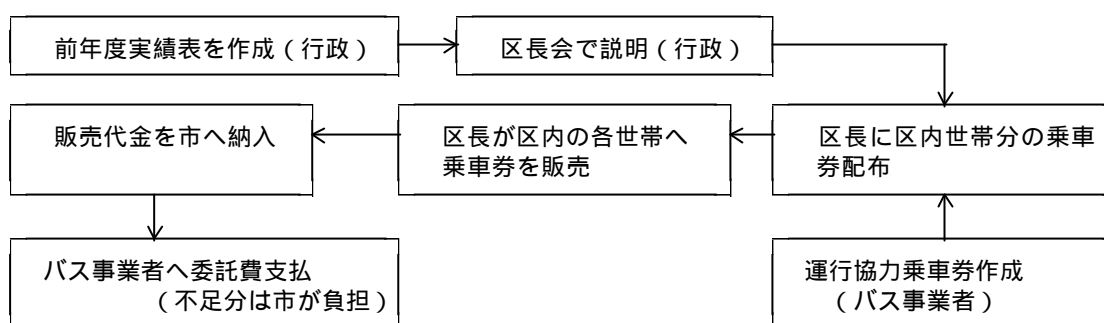 前年度実績表を作成（行政）
区長会で説明（行政）
販売代金を市へ納入
区長が区内の各世帯へ
乗車券を販売
区長に区内世帯分の乗車
券配布
バス事業者へ委託費支払
（不足分は市が負担）
運行協力乗車券作成
（バス事業者）